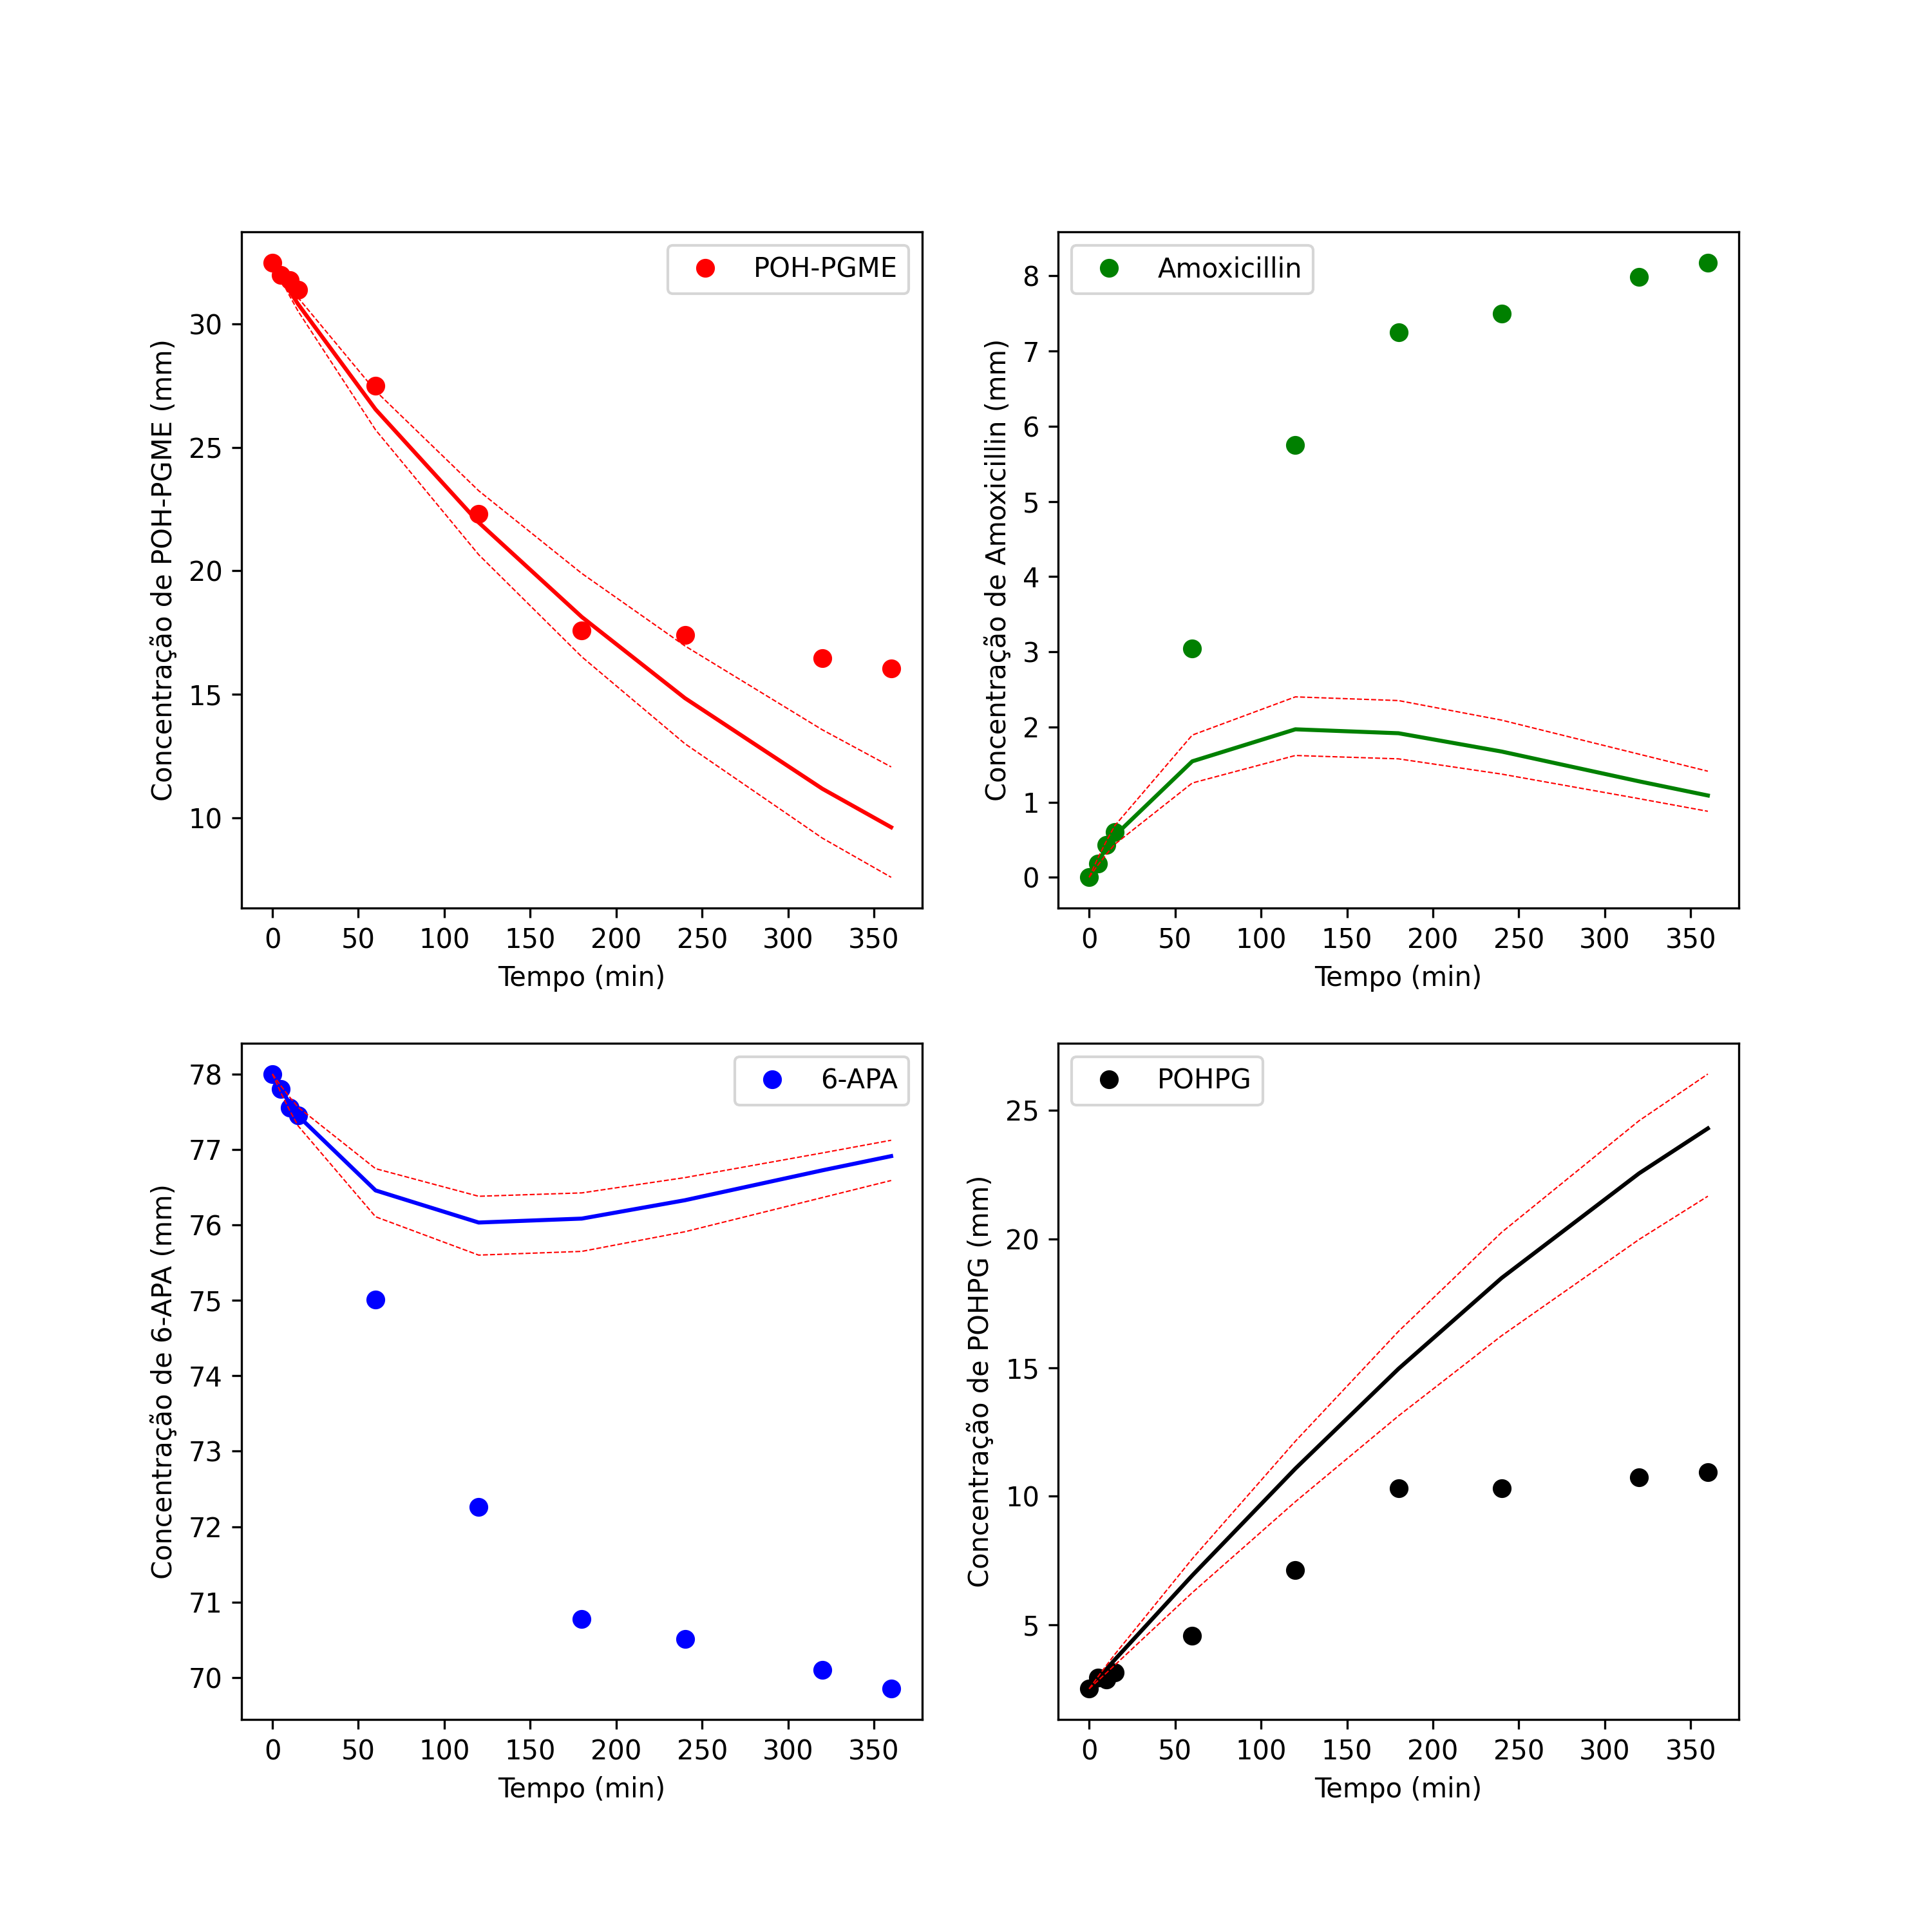 POH-PGME
Concentração de POH-PGME (mm)
30
25
20
15
10
0 50 100 150 200 250 300 350
Tempo (min)
Amoxicillin
Concentração de Amoxicillin (mm)
8
7
6
5
4
3
2
1
0
0 50 100 150 200 250 300 350
Tempo (min)
6-APA
Concentração de 6-APA (mm)
78
77
76
75
74
73
72
71
70
0 50 100 150 200 250 300 350
Tempo (min)
POHPG
Concentração de POHPG (mm)
25
20
15
10
5
0 50 100 150 200 250 300 350
Tempo (min)